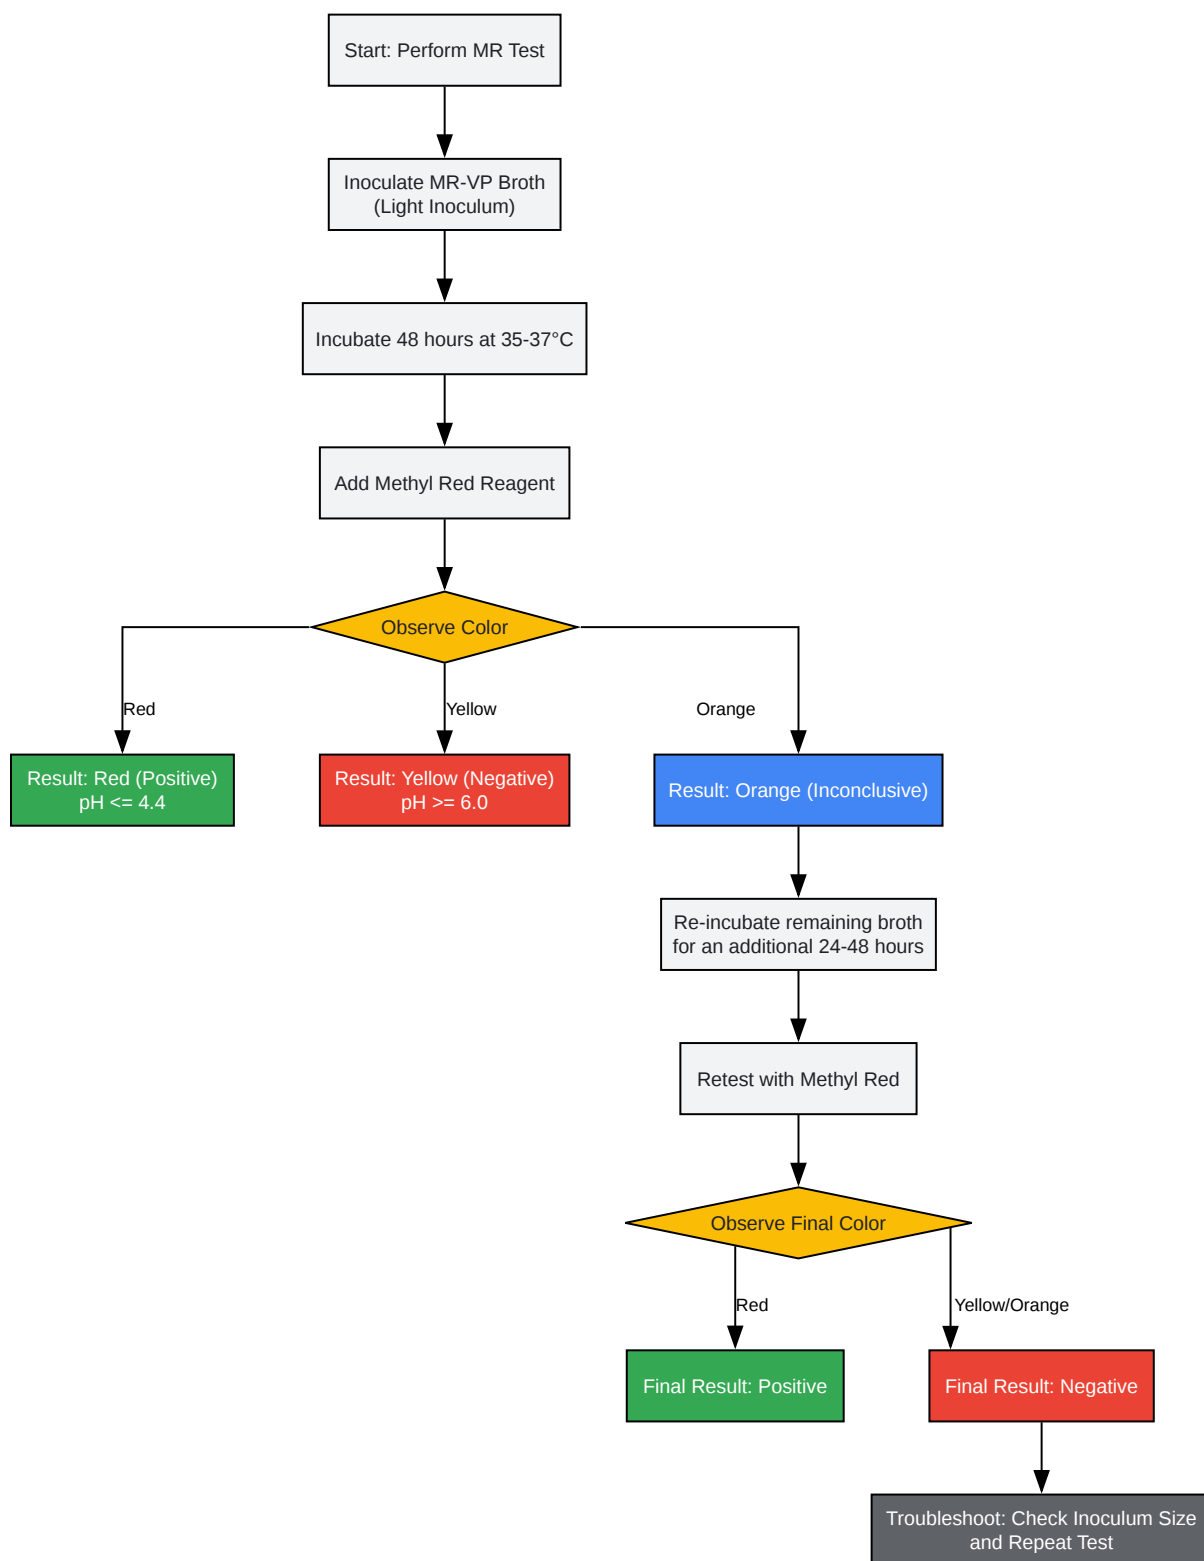 Start: Perform MR Test
Inoculate MR-VP Broth
(Light Inoculum)
Incubate 48 hours at 35-37°C
Add Methyl Red Reagent
Observe Color
Red
Yellow
Orange
Result: Red (Positive)
pH <= 4.4
Result: Yellow (Negative)
pH >= 6.0
Result: Orange (Inconclusive)
Re-incubate remaining broth
for an additional 24-48 hours
Retest with Methyl Red
Observe Final Color
Red
Yellow/Orange
Final Result: Positive
Final Result: Negative
Troubleshoot: Check Inoculum Size
and Repeat Test